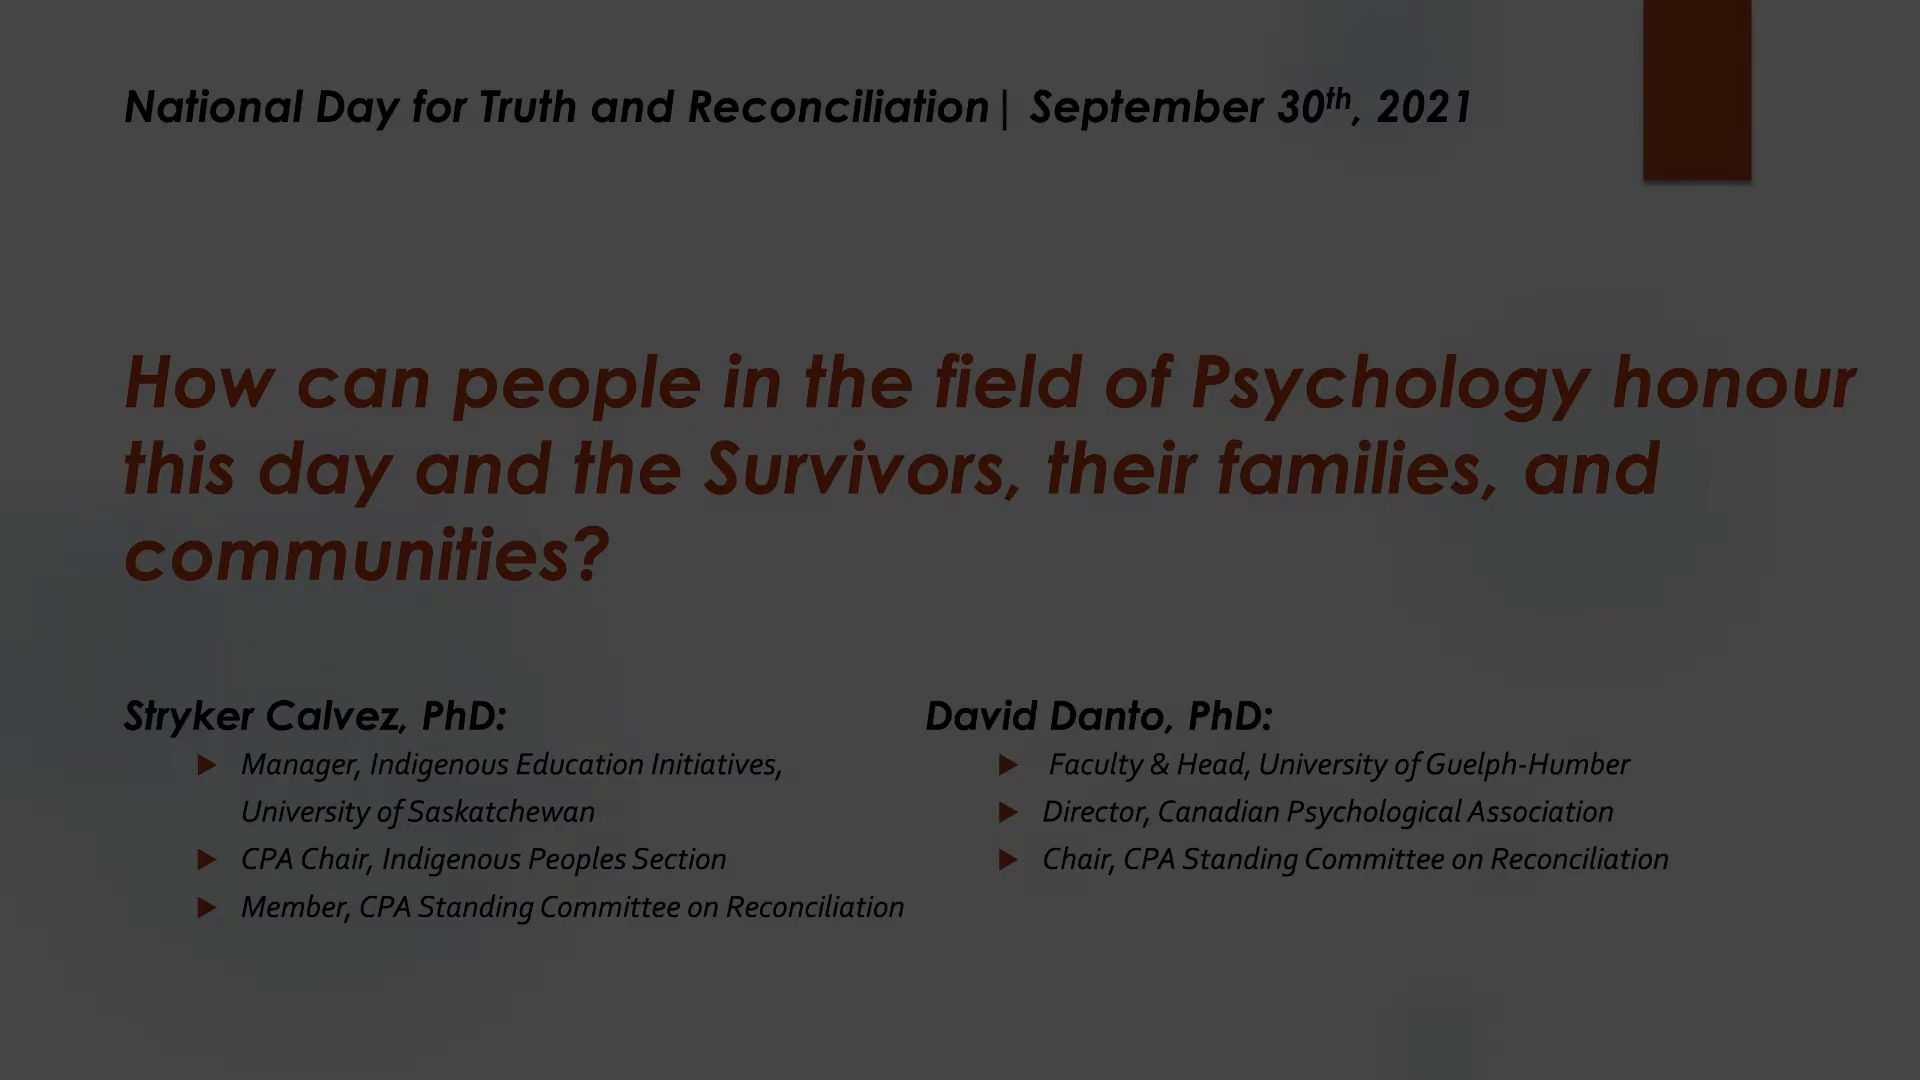 National Day for Truth and Reconciliation| September 30th, 2021
How can people in the field of Psychology honour
this day and the Survivors, their families, and
communities?
Stryker Calvez, PhD:
Manager, Indigenous Education Initiatives,
University of Saskatchewan
CPA Chair, Indigenous Peoples Section
Member, CPA Standing Committee on Reconciliation
David Danto, PhD:
Faculty & Head, University of Guelph-Humber
Director, Canadian Psychological Association
Chair, CPA Standing Committee on Reconciliation